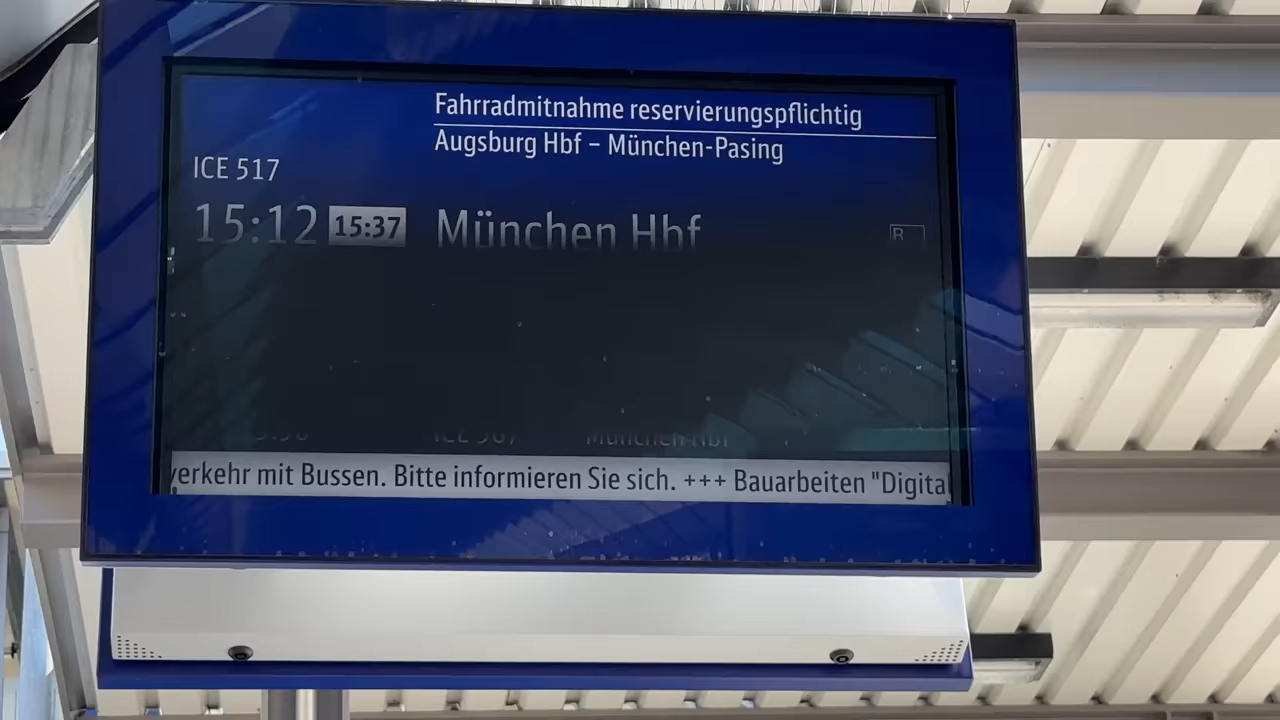 Fahrradmitnahme reservierungspflichtig
Augsburg Hbf – München-Pasing
ICE 517
15:12 15:37 München Hbf R
verkehr mit Bussen. Bitte informieren Sie sich. +++ Bauarbeiten "Digita